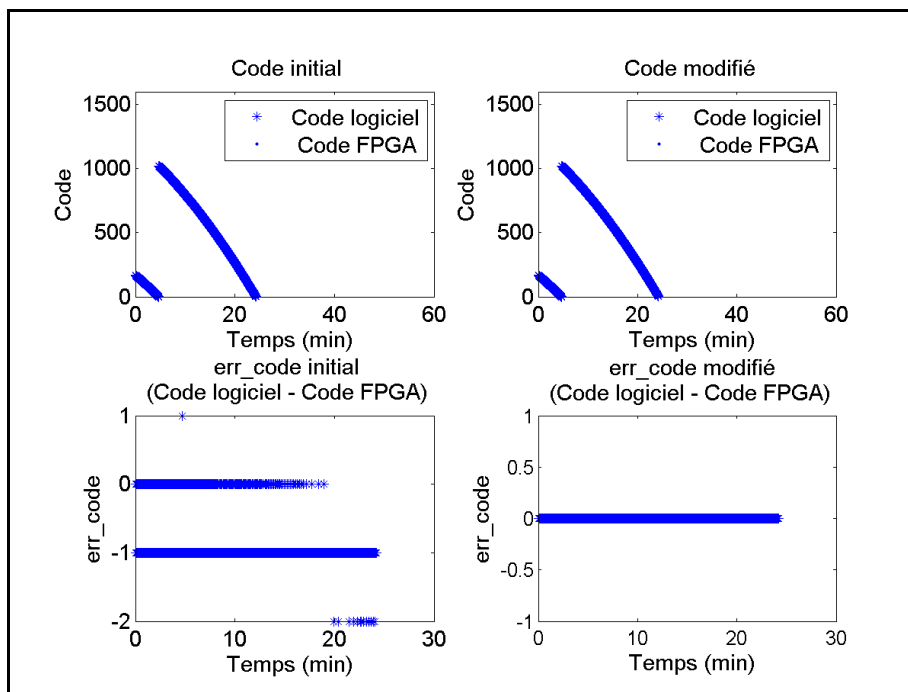 Code initial
1500
1000
500
0
Code
Code logiciel
Code FPGA
0
20
40
60
Temps (min)
Code modifié
1500
1000
500
0
Code
Code logiciel
Code FPGA
0
20
40
60
Temps (min)
err_code initial
(Code logiciel - Code FPGA)
1
0
-1
-2
err_code
0
10
20
30
Temps (min)
err_code modifié
(Code logiciel - Code FPGA)
1
0.5
0
-0.5
-1
err_code
0
10
20
30
Temps (min)